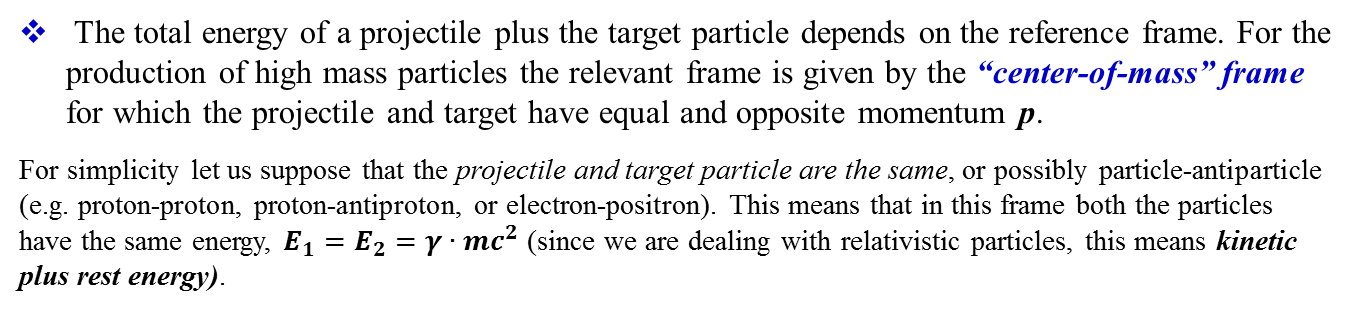 ❖ The total energy of a projectile plus the target particle depends on the reference frame. For the
production of high mass particles the relevant frame is given by the “center-of-mass” frame
for which the projectile and target have equal and opposite momentum p.
For simplicity let us suppose that the projectile and target particle are the same, or possibly particle-antiparticle
(e.g. proton-proton, proton-antiproton, or electron-positron). This means that in this frame both the particles
have the same energy, E₁ = E₂ = γ · mc² (since we are dealing with relativistic particles, this means kinetic
plus rest energy).